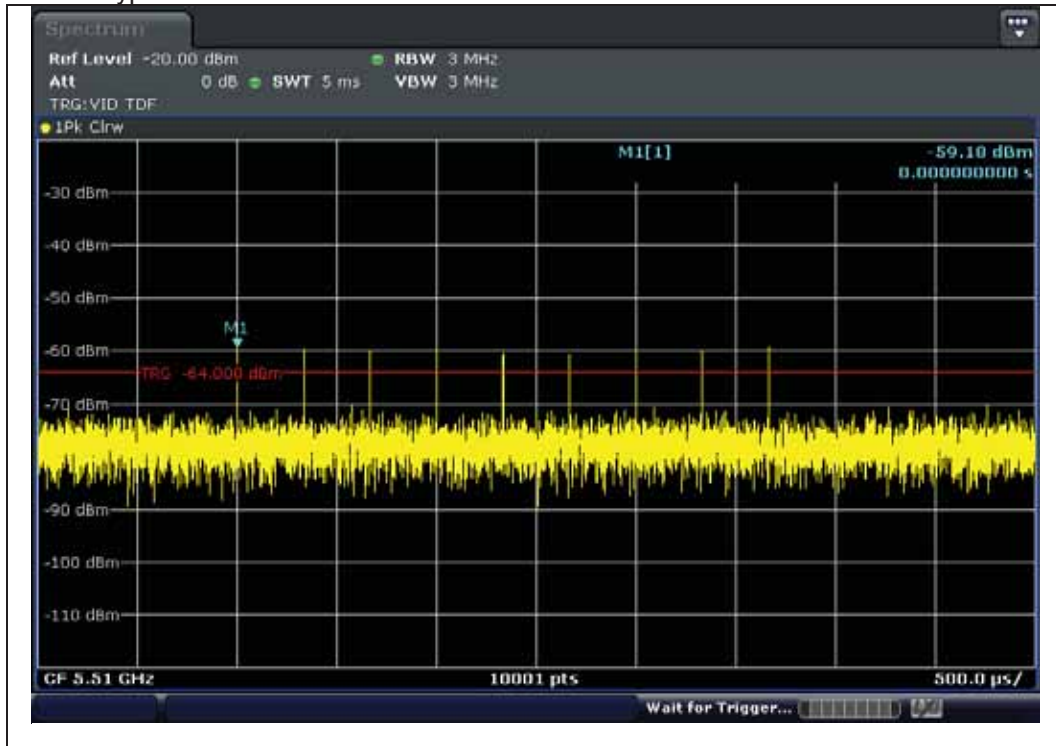 Spectrum
Ref Level -20.00 dBm RBW 3 MHz
Att 0 dB SWT 5 ms VBW 3 MHz
TRG:VID TDF
1Pk Clrw
M1[1] -59.10 dBm
0.000000000 s
-30 dBm
-40 dBm
-50 dBm
M1
-60 dBm
TRG -64.000 dBm
-70 dBm
-90 dBm
-100 dBm
-110 dBm
CF 5.51 GHz 10001 pts 500.0 µs/
Wait for Trigger...